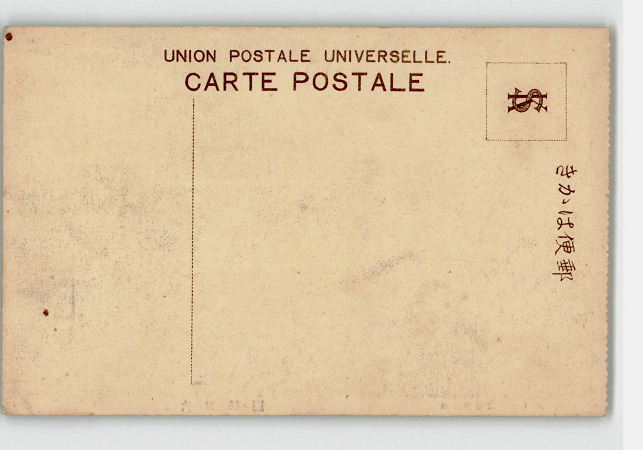 UNION POSTALE UNIVERSELLE.
CARTE POSTALE
きかは便郵